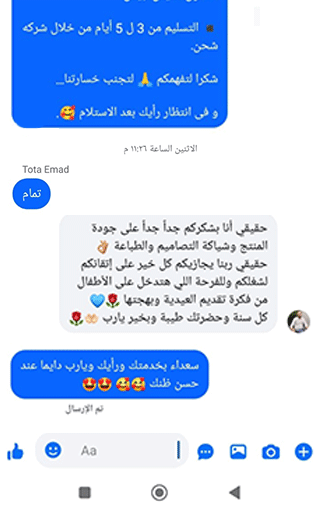 التسليم من 3 ل 5 أيام من خلال شركه
شحن.
شكرا لتفهمكم 🙏 لتجنب خسارتنا...
و فى انتظار رأيك بعد الاستلام 🥰.
الاثنين الساعة ١١:٢٦ م
Tota Emad
تمام
حقيقي أنا بشكركم جداً جداً على جودة
المنتج وشياكة التصاميم والطباعة 👌
حقيقي ربنا يجازيكم كل خير على إتقانكم
لشغلكم وللفرحة اللي هتدخل على الأطفال
من فكرة تقديم العيدية وبهجتها 🌹💙
كل سنة وحضرتك طيبة وبخير يارب 🤲🌹
سعداء بخدمتك ورأيك ويارب دايما عند
حسن ظنك 🥰🥰 🤩🤩
تم الإرسال
Aa